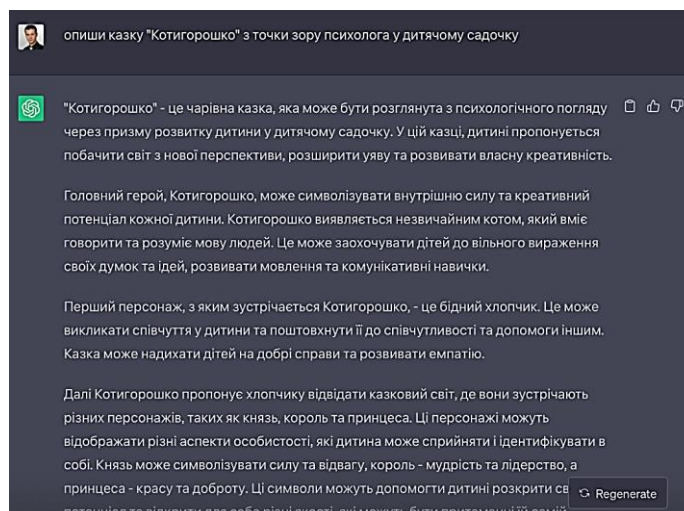 опиши казку "Котигорошко" з точки зору психолога у дитячому садочку
"Котигорошко" - це чарівна казка, яка може бути розглянута з психологічного погляду
через призму розвитку дитини у дитячому садочку. У цій казці, дитині пропонується
побачити світ з нової перспективи, розширити уяву та розвивати власну креативність.
Головний герой, Котигорошко, може символізувати внутрішню силу та креативний
потенціал кожної дитини. Котигорошко виявляється незвичайним котом, який вміє
говорити та розуміє мову людей. Це може заохочувати дітей до вільного вираження
своїх думок та ідей, розвивати мовлення та комунікативні навички.
Перший персонаж, з яким зустрічається Котигорошко, - це бідний хлопчик. Це може
викликати співчуття у дитини та поштовхнути її до співчутливості та допомоги іншим.
Казка може надихати дітей на добрі справи та розвивати емпатію.
Далі Котигорошко пропонує хлопчику відвідати казковий світ, де вони зустрічають
різних персонажів, таких як князь, король та принцеса. Ці персонажі можуть
відображати різні аспекти особистості, які дитина може сприйняти і ідентифікувати в
собі. Князь може символізувати силу та відвагу, король - мудрість та лідерство, а
принцеса - красу та доброту. Ці символи можуть допомогти дитині розкрити
Regenerate